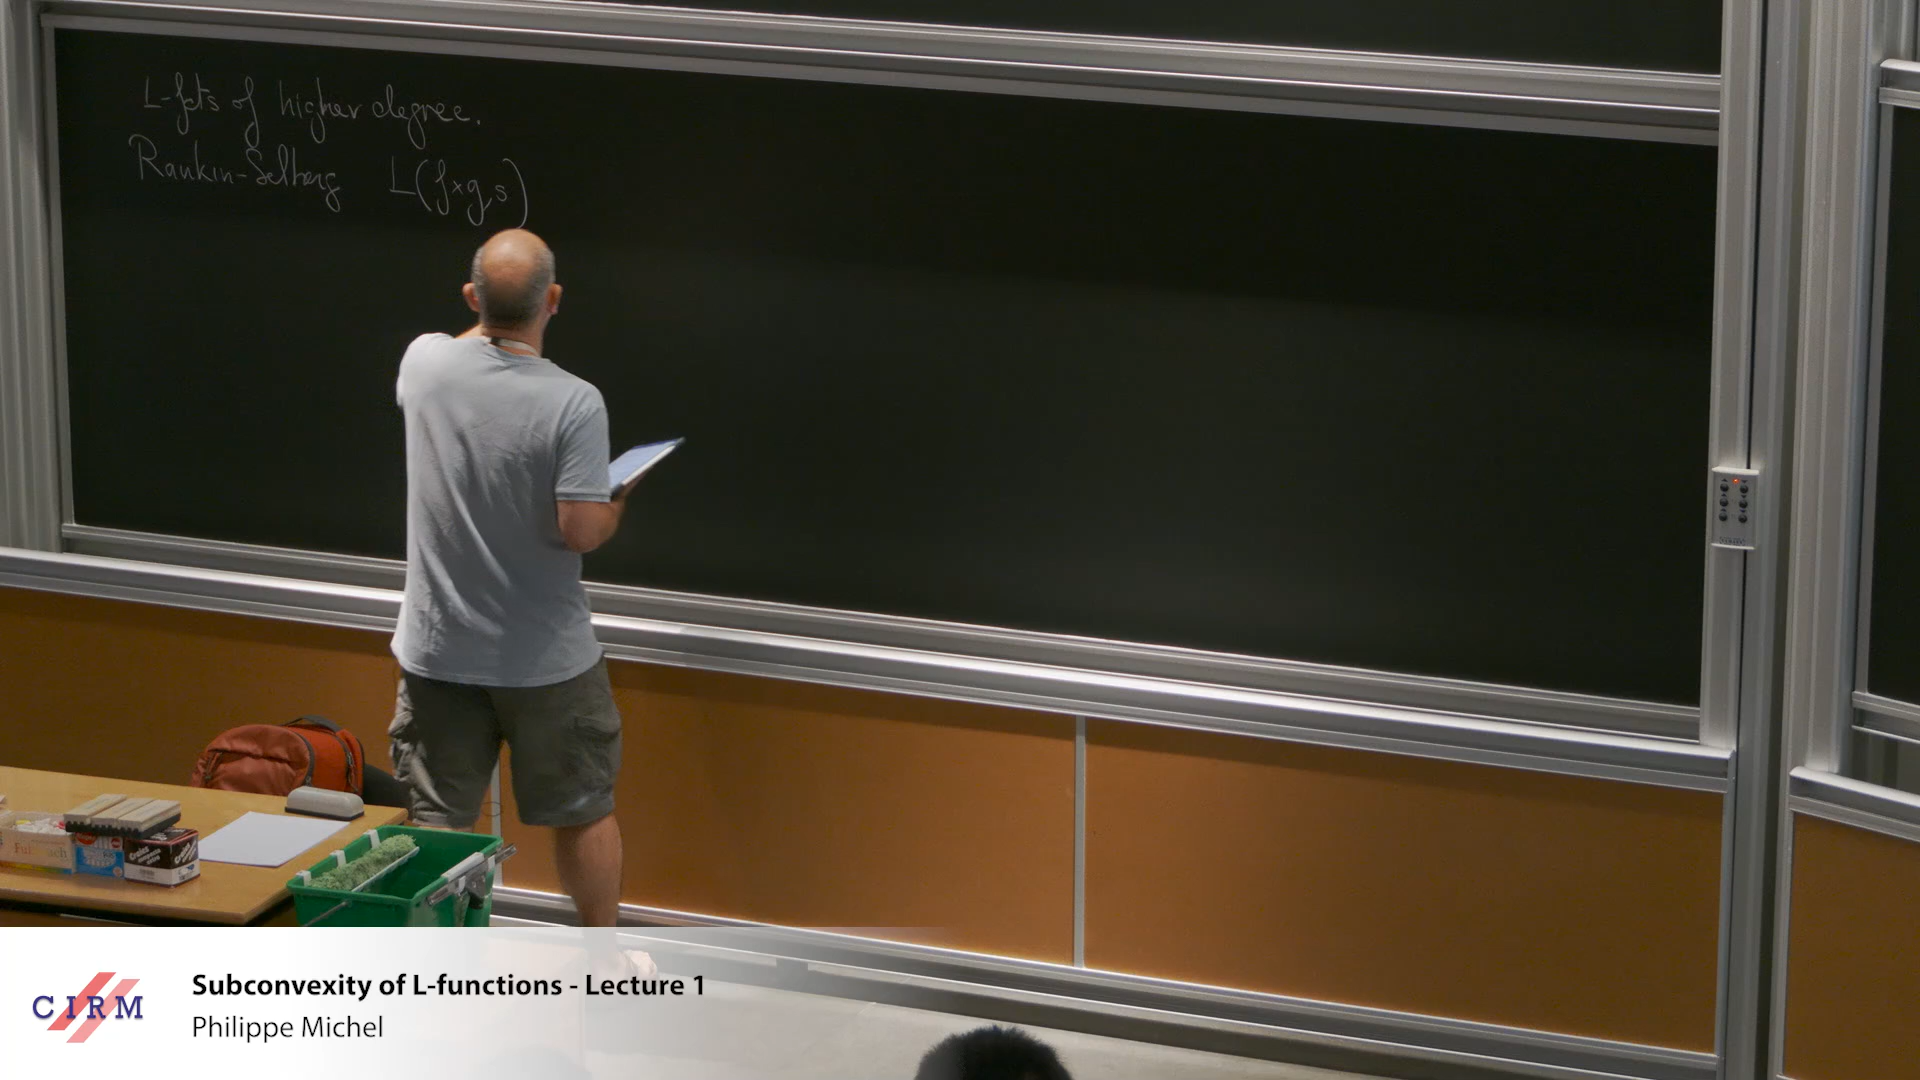 L-fcts of higher degree.
Rankin-Selberg L(f×g,s)
CIRM
Subconvexity of L-functions - Lecture 1
Philippe Michel